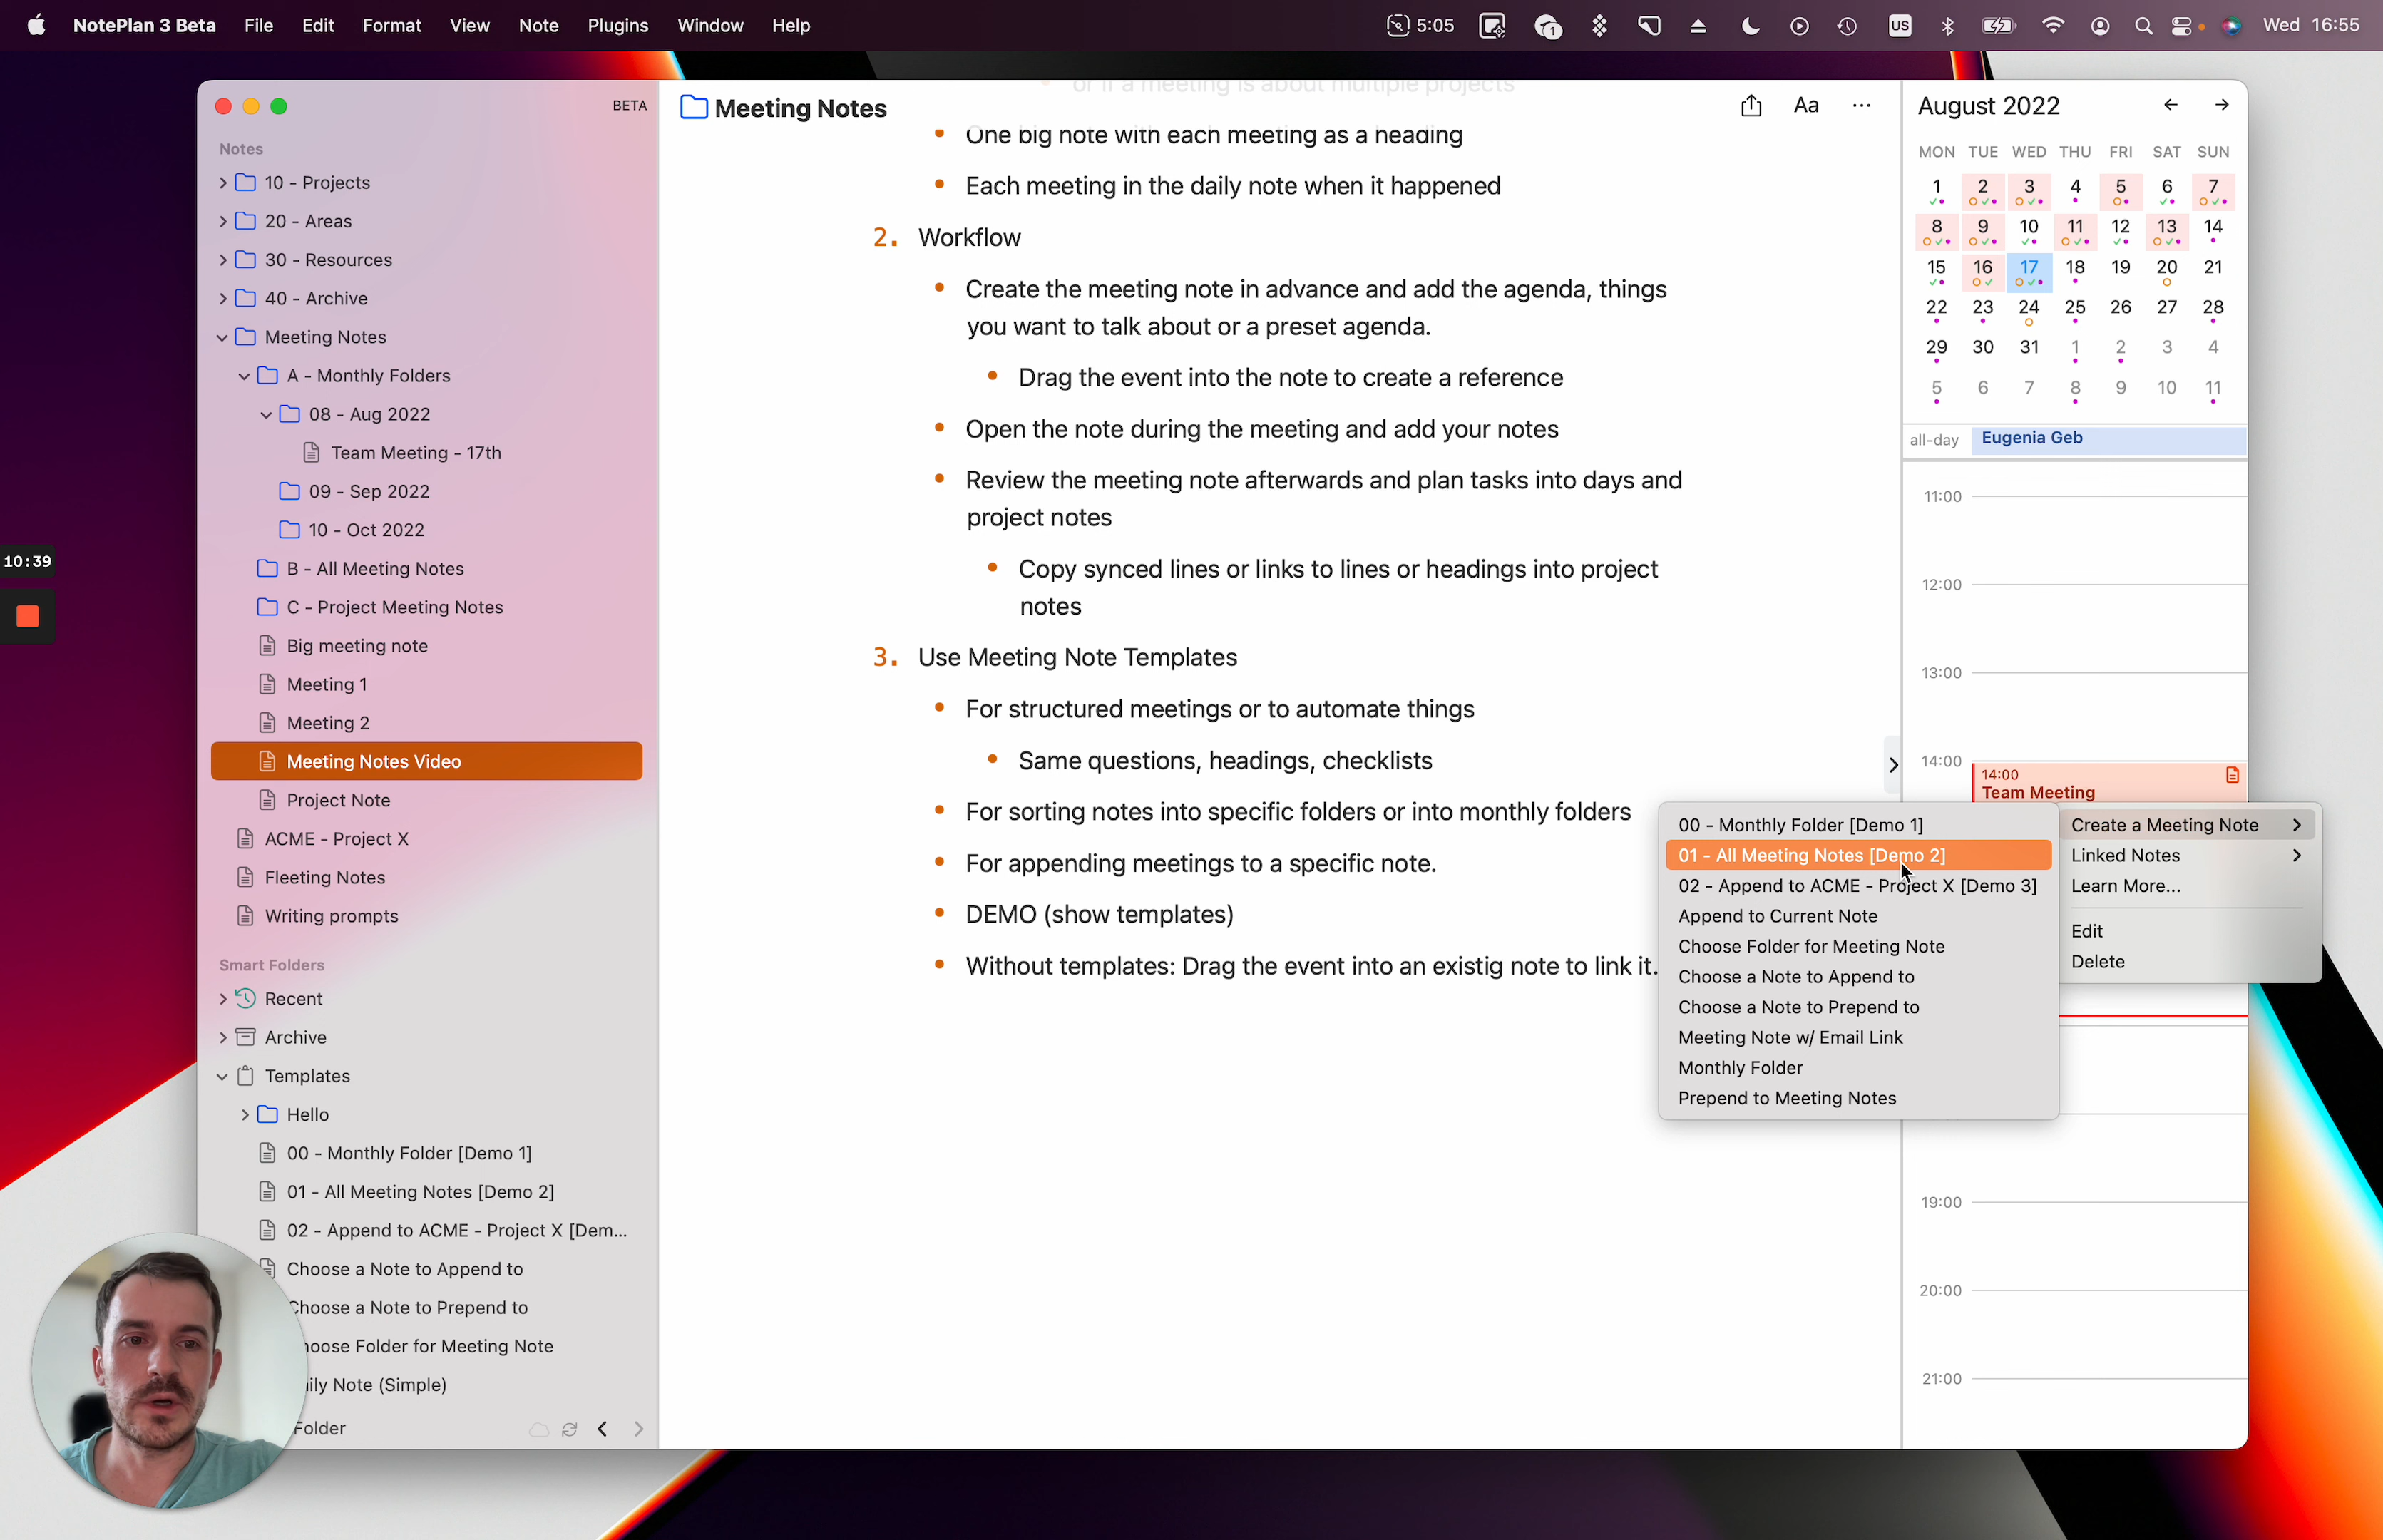 NotePlan 3 Beta File Edit Format View Note Plugins Window Help
5:05 1 US Wed 16:55
BETA
Notes
10 - Projects
20 - Areas
30 - Resources
40 - Archive
Meeting Notes
A - Monthly Folders
08 - Aug 2022
Team Meeting - 17th
09 - Sep 2022
10 - Oct 2022
B - All Meeting Notes
C - Project Meeting Notes
Big meeting note
Meeting 1
Meeting 2
Meeting Notes Video
Project Note
ACME - Project X
Fleeting Notes
Writing prompts
Smart Folders
Recent
Archive
Templates
Hello
00 - Monthly Folder [Demo 1]
01 - All Meeting Notes [Demo 2]
02 - Append to ACME - Project X [Dem...
Choose a Note to Append to
Choose a Note to Prepend to
oose Folder for Meeting Note
ily Note (Simple)
Folder
10:39
Meeting Notes
Aa
or if a meeting is about multiple projects
One big note with each meeting as a heading
Each meeting in the daily note when it happened
2. Workflow
Create the meeting note in advance and add the agenda, things
you want to talk about or a preset agenda.
Drag the event into the note to create a reference
Open the note during the meeting and add your notes
Review the meeting note afterwards and plan tasks into days and
project notes
Copy synced lines or links to lines or headings into project
notes
3. Use Meeting Note Templates
For structured meetings or to automate things
Same questions, headings, checklists
For sorting notes into specific folders or into monthly folders
For appending meetings to a specific note.
DEMO (show templates)
Without templates: Drag the event into an existig note to link it.
August 2022
MON TUE WED THU FRI SAT SUN
1 2 3 4 5 6 7
8 9 10 11 12 13 14
15 16 17 18 19 20 21
22 23 24 25 26 27 28
29 30 31 1 2 3 4
5 6 7 8 9 10 11
all-day Eugenia Geb
11:00
12:00
13:00
14:00
14:00
Team Meeting
19:00
20:00
21:00
Create a Meeting Note
Linked Notes
Learn More...
Edit
Delete
00 - Monthly Folder [Demo 1]
01 - All Meeting Notes [Demo 2]
02 - Append to ACME - Project X [Demo 3]
Append to Current Note
Choose Folder for Meeting Note
Choose a Note to Append to
Choose a Note to Prepend to
Meeting Note w/ Email Link
Monthly Folder
Prepend to Meeting Notes